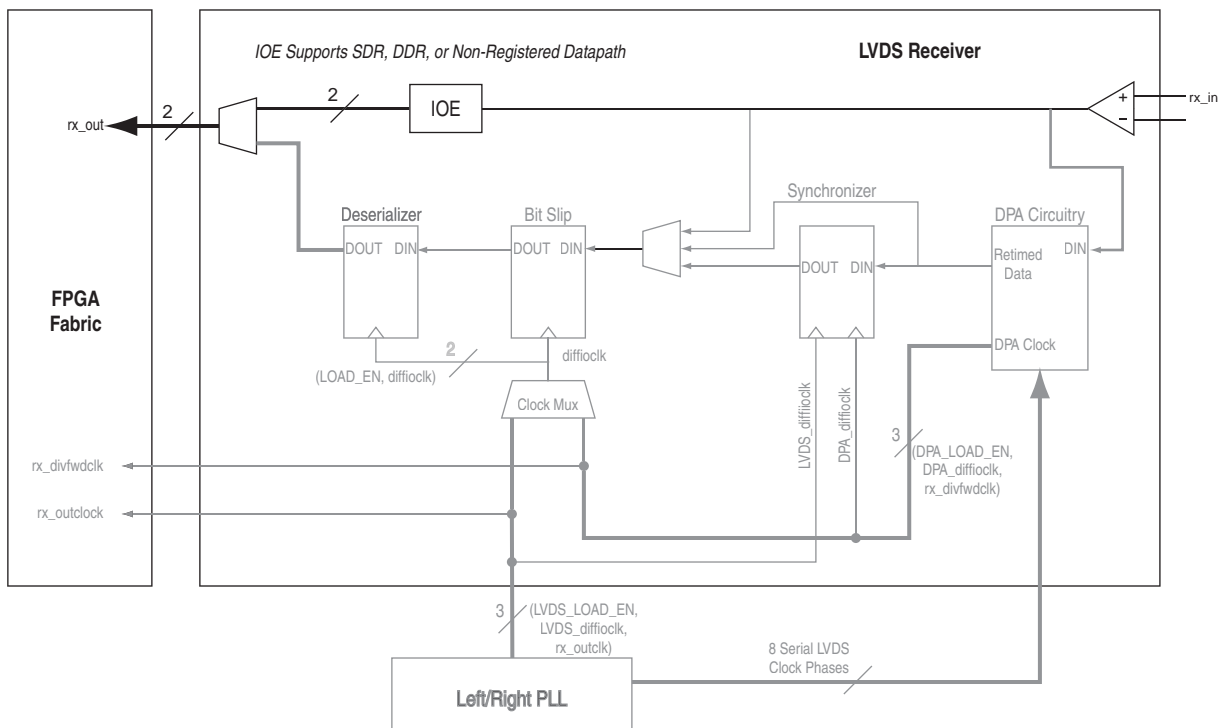 IOE Supports SDR, DDR, or Non-Registered Datapath
LVDS Receiver
2
2
IOE
+
–
rx_in
rx_out
Synchronizer
Deserializer
Bit Slip
DPA Circuitry
DOUT DIN
DOUT DIN
DOUT DIN
Retimed
Data
DIN
FPGA
Fabric
2
diffioclk
(LOAD_EN, diffioclk)
DPA Clock
Clock Mux
LVDS_diffiioclk
DPA_diffioclk
3
(DPA_LOAD_EN,
DPA_diffioclk,
rx_divfwdclk)
rx_divfwdclk
rx_outclock
3
(LVDS_LOAD_EN,
LVDS_diffioclk,
rx_outclk)
8 Serial LVDS
Clock Phases
Left/Right PLL